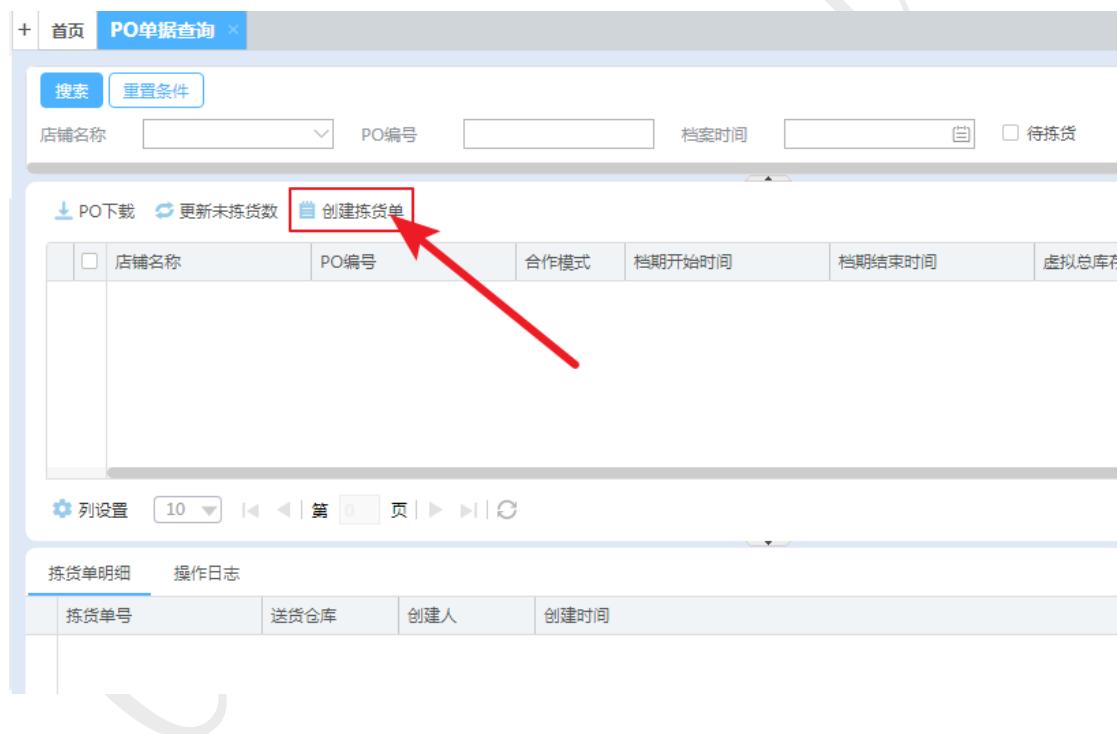 + 首页 PO单据查询 ×
搜索 重置条件
店铺名称 PO编号 档案时间 待拣货
PO下载 更新未拣货数 创建拣货单
店铺名称 PO编号 合作模式 档期开始时间 档期结束时间 虚拟总库存
列设置 10 第 0 页
拣货单明细 操作日志
拣货单号 送货仓库 创建人 创建时间